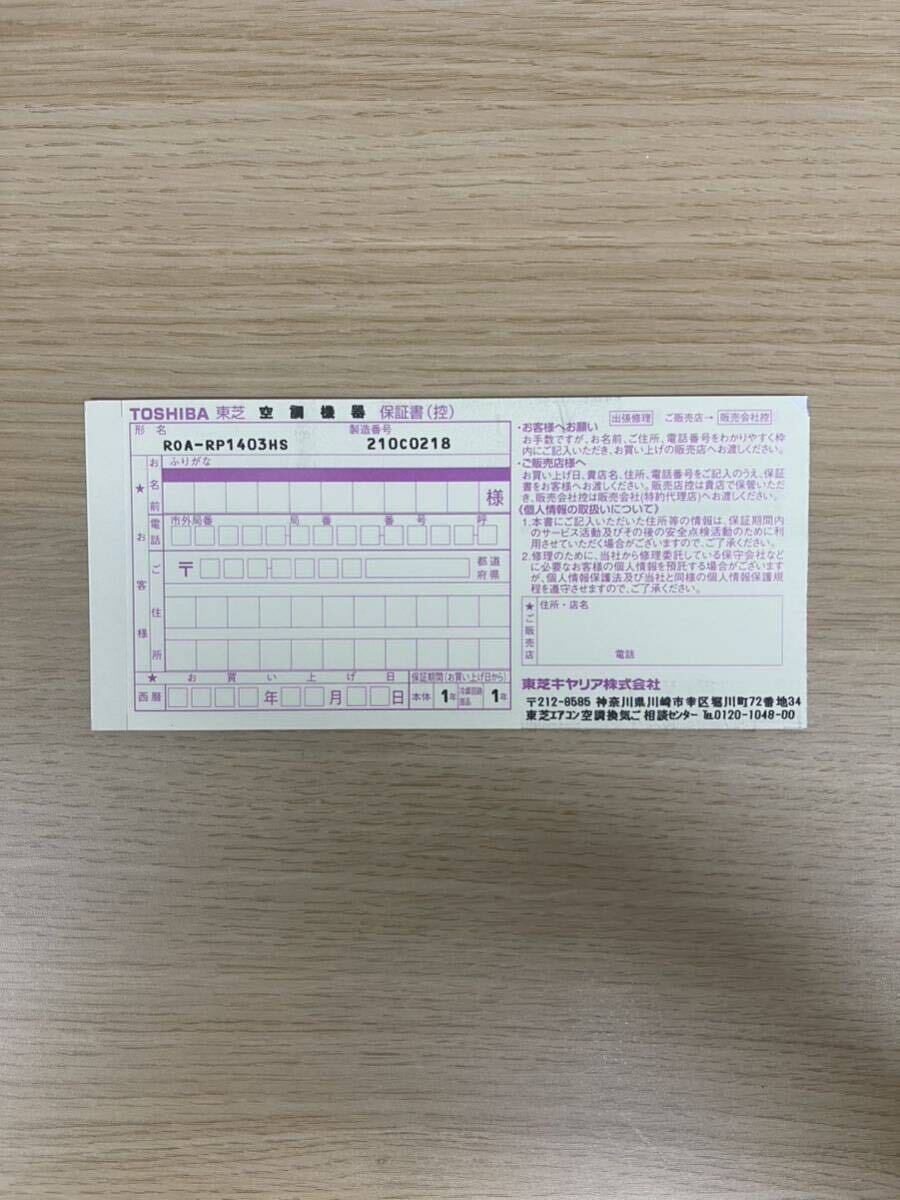 TOSHIBA 東芝 空調機器 保証書(控)
形名 製造番号
ROA-RP1403HS 210C0218
★お客様
お名前
ふりがな
様
電話
市外局番 局番 番号 呼
ご住所
〒 都道府県
★ お買い上げ日 保証期間(お買い上げ日から)
西暦 年 月 日 本体 1年 冷媒回路部品 1年
出張修理 ご販売店→販売会社控
・お客様へお願い
お手数ですが、お名前、ご住所、電話番号をわかりやすく枠
内にご記入いただき、お買い上げの販売店へお渡しください。
・ご販売店様へ
お買い上げ日、貴店名、住所、電話番号をご記入のうえ、保証
書をお客様へお渡しください。販売店控は貴店で保管いただ
き、販売会社控は販売会社(特約代理店)へお渡しください。
《個人情報の取扱いについて》
1.本書にご記入いただいた住所等の情報は、保証期間内
のサービス活動及びその後の安全点検活動のために利
用させていただく場合がございますので、ご了承ください。
2.修理のために、当社から修理委託している保守会社など
に必要なお客様の個人情報を預託する場合がございます
が、個人情報保護法及び当社と同様の個人情報保護規
程を遵守させますので、ご了承ください。
★ご販売店
住所・店名
電話
東芝キヤリア株式会社
〒212-8585 神奈川県川崎市幸区堀川町72番地34
東芝エアコン空調換気ご相談センター ℡0120-1048-00